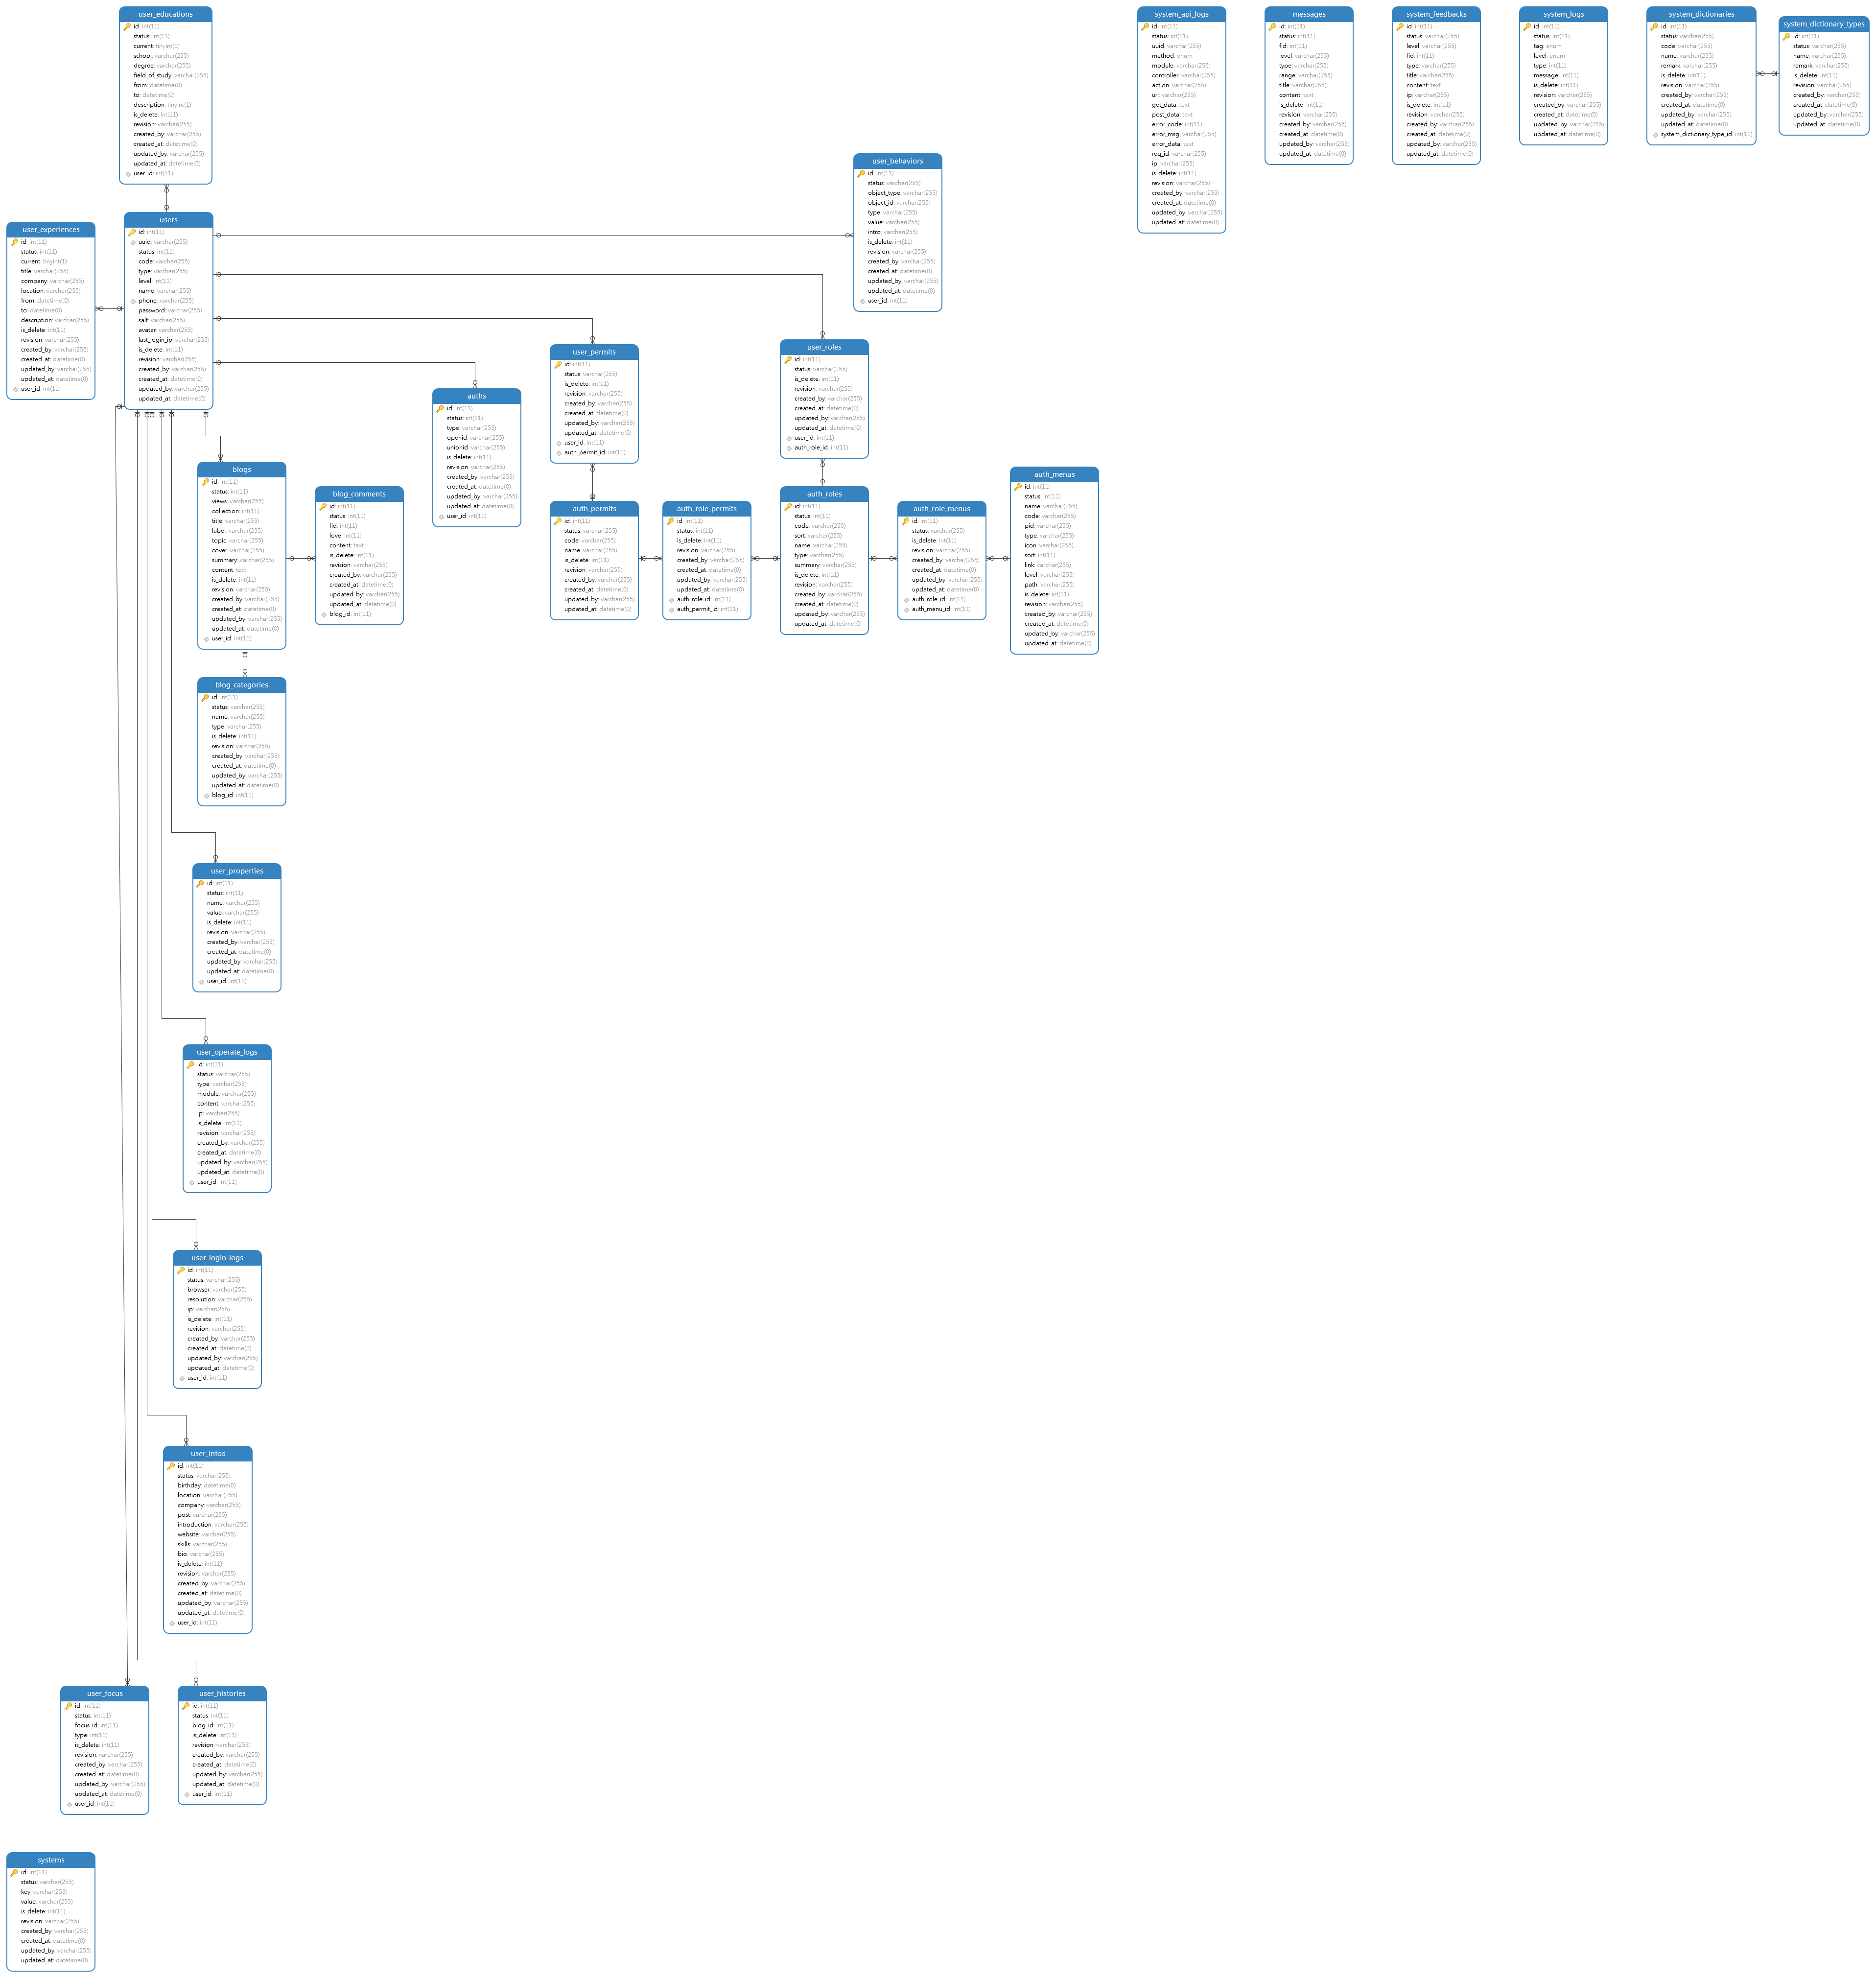 user_educations
id: int(11)
status: int(11)
current: tinyint(1)
school: varchar(255)
degree: varchar(255)
field_of_study: varchar(255)
from: datetime(0)
to: datetime(0)
description: tinyint(1)
is_delete: int(11)
revision: varchar(255)
created_by: varchar(255)
created_at: datetime(0)
updated_by: varchar(255)
updated_at: datetime(0)
user_id: int(11)
system_api_logs
id: int(11)
status: int(11)
uuid: varchar(255)
method: enum
module: varchar(255)
controller: varchar(255)
action: varchar(255)
url: varchar(255)
get_data: text
post_data: text
error_code: int(11)
error_msg: varchar(255)
error_data: text
req_id: varchar(255)
ip: varchar(255)
is_delete: int(11)
revision: varchar(255)
created_by: varchar(255)
created_at: datetime(0)
updated_by: varchar(255)
updated_at: datetime(0)
messages
id: int(11)
status: int(11)
fid: int(11)
level: varchar(255)
type: varchar(255)
range: varchar(255)
title: varchar(255)
content: text
is_delete: int(11)
revision: varchar(255)
created_by: varchar(255)
created_at: datetime(0)
updated_by: varchar(255)
updated_at: datetime(0)
system_feedbacks
id: int(11)
status: varchar(255)
level: varchar(255)
fid: int(11)
type: varchar(255)
title: varchar(255)
content: text
ip: varchar(255)
is_delete: int(11)
revision: varchar(255)
created_by: varchar(255)
created_at: datetime(0)
updated_by: varchar(255)
updated_at: datetime(0)
system_logs
id: int(11)
status: int(11)
tag: enum
level: enum
type: int(11)
message: int(11)
is_delete: int(11)
revision: varchar(255)
created_by: varchar(255)
created_at: datetime(0)
updated_by: varchar(255)
updated_at: datetime(0)
system_dictionaries
id: int(11)
status: varchar(255)
code: varchar(255)
name: varchar(255)
remark: varchar(255)
is_delete: int(11)
revision: varchar(255)
created_by: varchar(255)
created_at: datetime(0)
updated_by: varchar(255)
updated_at: datetime(0)
system_dictionary_type_id: int(11)
system_dictionary_types
id: int(11)
status: varchar(255)
name: varchar(255)
remark: varchar(255)
is_delete: int(11)
revision: varchar(255)
created_by: varchar(255)
created_at: datetime(0)
updated_by: varchar(255)
updated_at: datetime(0)
user_behaviors
id: int(11)
status: varchar(255)
object_type: varchar(255)
object_id: varchar(255)
type: varchar(255)
value: varchar(255)
intro: varchar(255)
is_delete: int(11)
revision: varchar(255)
created_by: varchar(255)
created_at: datetime(0)
updated_by: varchar(255)
updated_at: datetime(0)
user_id: int(11)
user_experiences
id: int(11)
status: int(11)
current: tinyint(1)
title: varchar(255)
company: varchar(255)
location: varchar(255)
from: datetime(0)
to: datetime(0)
description: varchar(255)
is_delete: int(11)
revision: varchar(255)
created_by: varchar(255)
created_at: datetime(0)
updated_by: varchar(255)
updated_at: datetime(0)
user_id: int(11)
users
id: int(11)
uuid: varchar(255)
status: int(11)
code: varchar(255)
type: varchar(255)
level: int(11)
name: varchar(255)
phone: varchar(255)
password: varchar(255)
salt: varchar(255)
avatar: varchar(255)
last_login_ip: varchar(255)
is_delete: int(11)
revision: varchar(255)
created_by: varchar(255)
created_at: datetime(0)
updated_by: varchar(255)
updated_at: datetime(0)
user_permits
id: int(11)
status: varchar(255)
is_delete: int(11)
revision: varchar(255)
created_by: varchar(255)
created_at: datetime(0)
updated_by: varchar(255)
updated_at: datetime(0)
user_id: int(11)
auth_permit_id: int(11)
user_roles
id: int(11)
status: varchar(255)
is_delete: int(11)
revision: varchar(255)
created_by: varchar(255)
created_at: datetime(0)
updated_by: varchar(255)
updated_at: datetime(0)
user_id: int(11)
auth_role_id: int(11)
auths
id: int(11)
status: int(11)
type: varchar(255)
openid: varchar(255)
unionid: varchar(255)
is_delete: int(11)
revision: varchar(255)
created_by: varchar(255)
created_at: datetime(0)
updated_by: varchar(255)
updated_at: datetime(0)
user_id: int(11)
blogs
id: int(11)
status: int(11)
views: varchar(255)
collection: int(11)
title: varchar(255)
label: varchar(255)
topic: varchar(255)
cover: varchar(255)
summary: varchar(255)
content: text
is_delete: int(11)
revision: varchar(255)
created_by: varchar(255)
created_at: datetime(0)
updated_by: varchar(255)
updated_at: datetime(0)
user_id: int(11)
blog_comments
id: int(11)
status: int(11)
fid: int(11)
love: int(11)
content: text
is_delete: int(11)
revision: varchar(255)
created_by: varchar(255)
created_at: datetime(0)
updated_by: varchar(255)
updated_at: datetime(0)
blog_id: int(11)
auth_permits
id: int(11)
status: varchar(255)
code: varchar(255)
name: varchar(255)
is_delete: int(11)
revision: varchar(255)
created_by: varchar(255)
created_at: datetime(0)
updated_by: varchar(255)
updated_at: datetime(0)
auth_role_permits
id: int(11)
status: int(11)
is_delete: int(11)
revision: varchar(255)
created_by: varchar(255)
created_at: datetime(0)
updated_by: varchar(255)
updated_at: datetime(0)
auth_role_id: int(11)
auth_permit_id: int(11)
auth_roles
id: int(11)
status: int(11)
code: varchar(255)
sort: varchar(255)
name: varchar(255)
type: varchar(255)
summary: varchar(255)
is_delete: int(11)
revision: varchar(255)
created_by: varchar(255)
created_at: datetime(0)
updated_by: varchar(255)
updated_at: datetime(0)
auth_role_menus
id: int(11)
status: varchar(255)
is_delete: int(11)
revision: varchar(255)
created_by: varchar(255)
created_at: datetime(0)
updated_by: varchar(255)
updated_at: datetime(0)
auth_role_id: int(11)
auth_menu_id: int(11)
auth_menus
id: int(11)
status: int(11)
name: varchar(255)
code: varchar(255)
pid: varchar(255)
type: varchar(255)
icon: varchar(255)
sort: int(11)
link: varchar(255)
level: varchar(255)
path: varchar(255)
is_delete: int(11)
revision: varchar(255)
created_by: varchar(255)
created_at: datetime(0)
updated_by: varchar(255)
updated_at: datetime(0)
blog_categories
id: int(11)
status: varchar(255)
name: varchar(255)
type: varchar(255)
is_delete: int(11)
revision: varchar(255)
created_by: varchar(255)
created_at: datetime(0)
updated_by: varchar(255)
updated_at: datetime(0)
blog_id: int(11)
user_properties
id: int(11)
status: int(11)
name: varchar(255)
value: varchar(255)
is_delete: int(11)
revision: varchar(255)
created_by: varchar(255)
created_at: datetime(0)
updated_by: varchar(255)
updated_at: datetime(0)
user_id: int(11)
user_operate_logs
id: int(11)
status: varchar(255)
type: varchar(255)
module: varchar(255)
content: varchar(255)
ip: varchar(255)
is_delete: int(11)
revision: varchar(255)
created_by: varchar(255)
created_at: datetime(0)
updated_by: varchar(255)
updated_at: datetime(0)
user_id: int(11)
user_login_logs
id: int(11)
status: varchar(255)
browser: varchar(255)
resolution: varchar(255)
ip: varchar(255)
is_delete: int(11)
revision: varchar(255)
created_by: varchar(255)
created_at: datetime(0)
updated_by: varchar(255)
updated_at: datetime(0)
user_id: int(11)
user_infos
id: int(11)
status: varchar(255)
birthday: datetime(0)
location: varchar(255)
company: varchar(255)
post: varchar(255)
introduction: varchar(255)
website: varchar(255)
skills: varchar(255)
bio: varchar(255)
is_delete: int(11)
revision: varchar(255)
created_by: varchar(255)
created_at: datetime(0)
updated_by: varchar(255)
updated_at: datetime(0)
user_id: int(11)
user_focus
id: int(11)
status: int(11)
focus_id: int(11)
type: int(11)
is_delete: int(11)
revision: varchar(255)
created_by: varchar(255)
created_at: datetime(0)
updated_by: varchar(255)
updated_at: datetime(0)
user_id: int(11)
user_histories
id: int(11)
status: int(11)
blog_id: int(11)
is_delete: int(11)
revision: varchar(255)
created_by: varchar(255)
created_at: datetime(0)
updated_by: varchar(255)
updated_at: datetime(0)
user_id: int(11)
systems
id: int(11)
status: varchar(255)
key: varchar(255)
value: varchar(255)
is_delete: int(11)
revision: varchar(255)
created_by: varchar(255)
created_at: datetime(0)
updated_by: varchar(255)
updated_at: datetime(0)